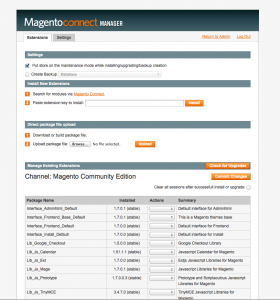 Magentoconnect MANAGER
Extensions Settings Return to Admin Log Out
Settings
Put store on the maintenance mode while installing/upgrading/backup creation
Create Backup Database
Install New Extensions
1 Search for modules via Magento Connect.
2 Paste extension key to install: Install
Direct package file upload
1 Download or build package file.
2 Upload package file: Browse... No file selected. Upload
Manage Existing Extensions Check for Upgrades
Channel: Magento Community Edition Commit Changes
Clear all sessions after successful install or upgrade
Package Name Installed Actions Summary
Interface_Adminhtml_Default 1.7.0.1 (stable) Default interface for Adminhtml
Interface_Frontend_Base_Default 1.7.0.1 (stable) This is a Magento themes base
Interface_Frontend_Default 1.7.0.0 (stable) Default interface for Frontend
Interface_Install_Default 1.7.0.0 (stable) Default interface for Install
Lib_Google_Checkout 1.5.0.0 (stable) Google Checkout Library
Lib_Js_Calendar 1.51.1.1 (stable) Javascript Calendar for Magento
Lib_Js_Ext 1.7.0.0 (stable) Extjs Javascript Libraries for Magento
Lib_Js_Mage 1.7.0.1 (stable) Javascript Libraries for Magento
Lib_Js_Prototype 1.7.0.0.3 (stable) Prototype and Scriptaculous Javascript Libraries for Magento
Lib_Js_TinyMCE 3.4.7.0 (stable) TinyMCE Javascript Libraries for Magento